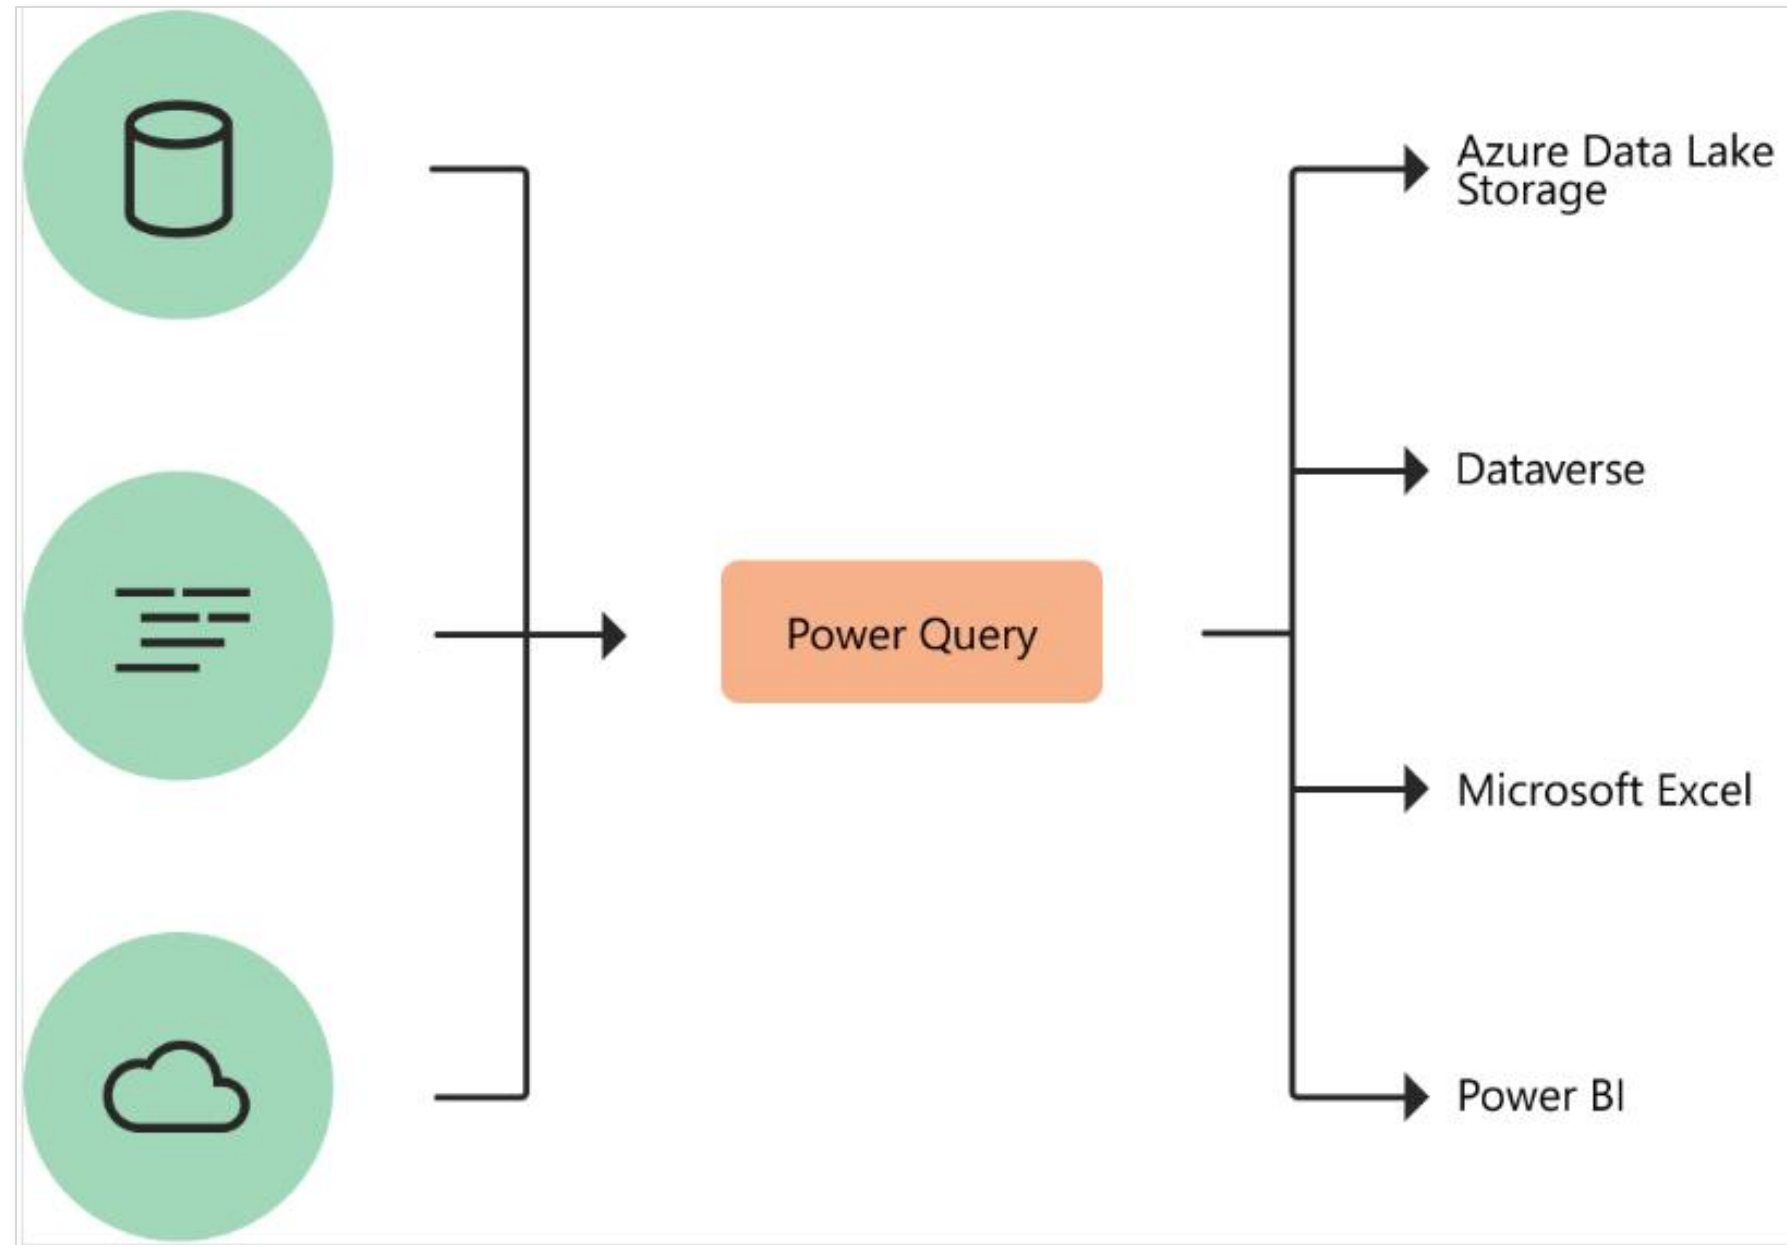 Azure Data Lake
Storage
Dataverse
Power Query
Microsoft Excel
Power BI